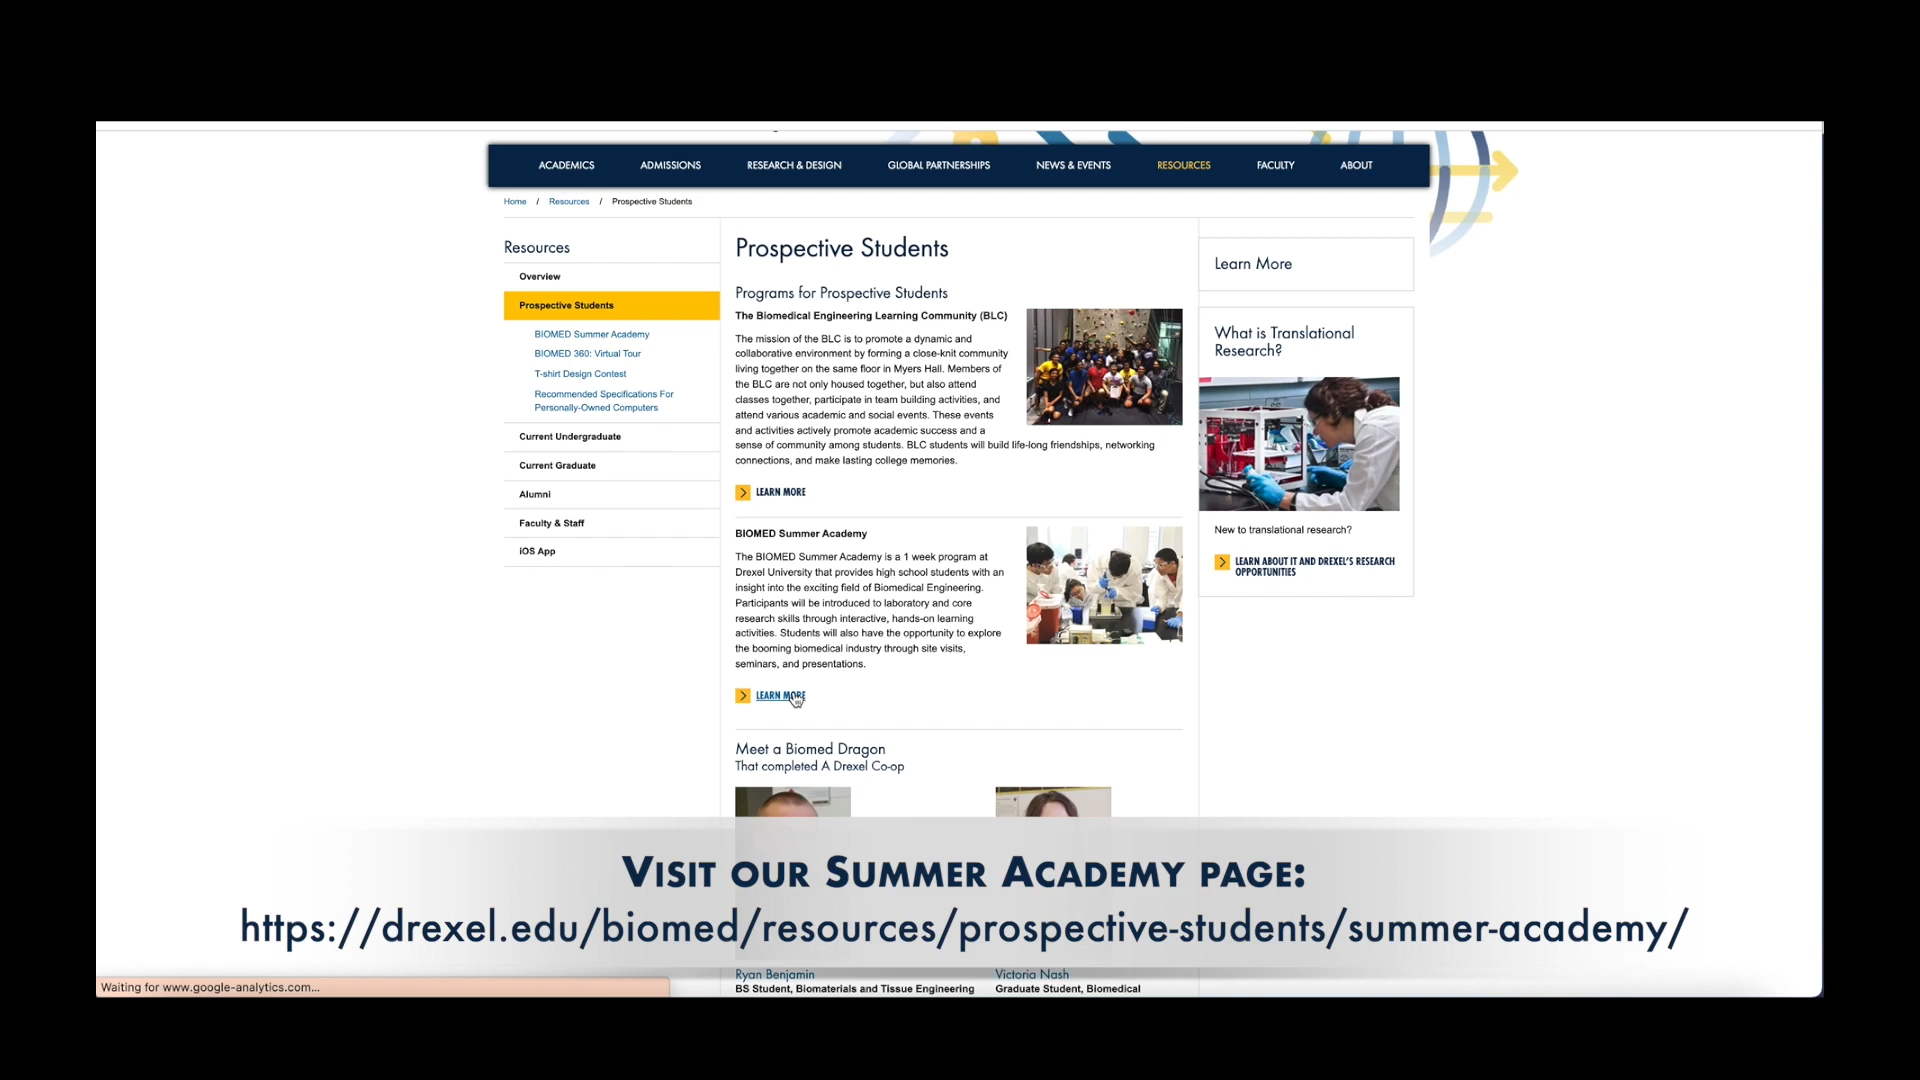 ACADEMICS ADMISSIONS RESEARCH & DESIGN GLOBAL PARTNERSHIPS NEWS & EVENTS RESOURCES FACULTY ABOUT
Home / Resources / Prospective Students
Resources
Overview
Prospective Students
BIOMED Summer Academy
BIOMED 360: Virtual Tour
T-shirt Design Contest
Recommended Specifications For
Personally-Owned Computers
Current Undergraduate
Current Graduate
Alumni
Faculty & Staff
iOS App
Prospective Students
Programs for Prospective Students
The Biomedical Engineering Learning Community (BLC)
The mission of the BLC is to promote a dynamic and
collaborative environment by forming a close-knit community
living together on the same floor in Myers Hall. Members of
the BLC are not only housed together, but also attend
classes together, participate in team building activities, and
attend various academic and social events. These events
and activities actively promote academic success and a
sense of community among students. BLC students will build life-long friendships, networking
connections, and make lasting college memories.
LEARN MORE
BIOMED Summer Academy
The BIOMED Summer Academy is a 1 week program at
Drexel University that provides high school students with an
insight into the exciting field of Biomedical Engineering.
Participants will be introduced to laboratory and core
research skills through interactive, hands-on learning
activities. Students will also have the opportunity to explore
the booming biomedical industry through site visits,
seminars, and presentations.
LEARN MORE
Meet a Biomed Dragon
That completed A Drexel Co-op
Learn More
What is Translational
Research?
New to translational research?
LEARN ABOUT IT AND DREXEL'S RESEARCH
OPPORTUNITIES
VISIT OUR SUMMER ACADEMY PAGE:
https://drexel.edu/biomed/resources/prospective-students/summer-academy/
Ryan Benjamin
BS Student, Biomaterials and Tissue Engineering
Victoria Nash
Graduate Student, Biomedical
Waiting for www.google-analytics.com...